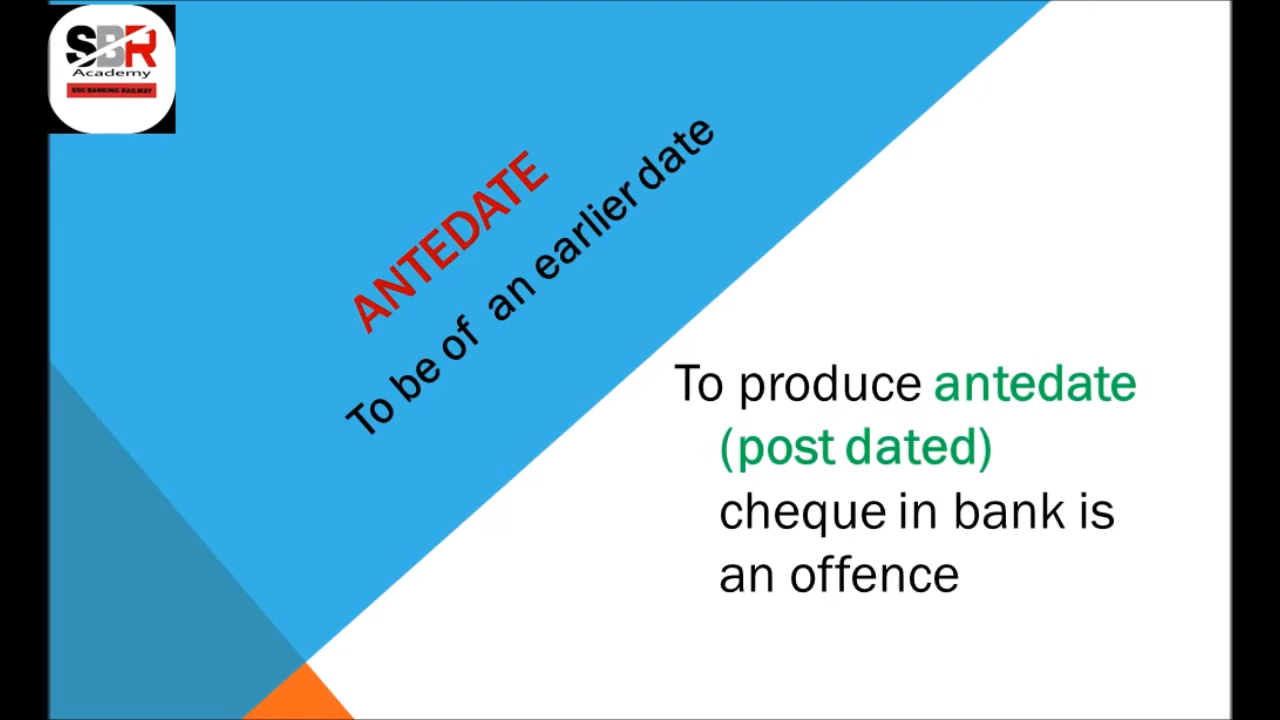 SBR
Academy
SSC BANKING RAILWAY
ANTEDATE
To be of an earlier date
To produce antedate
(post dated)
cheque in bank is
an offence